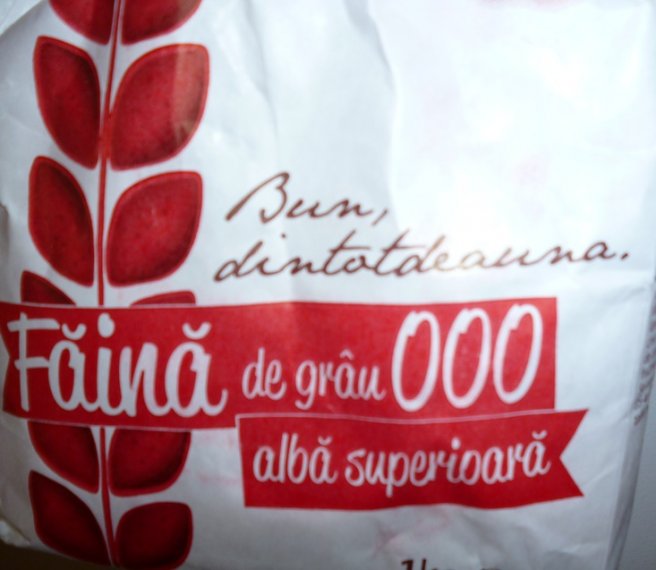 Bun,
dintotdeauna.
Făină de grâu 000
albă superioară